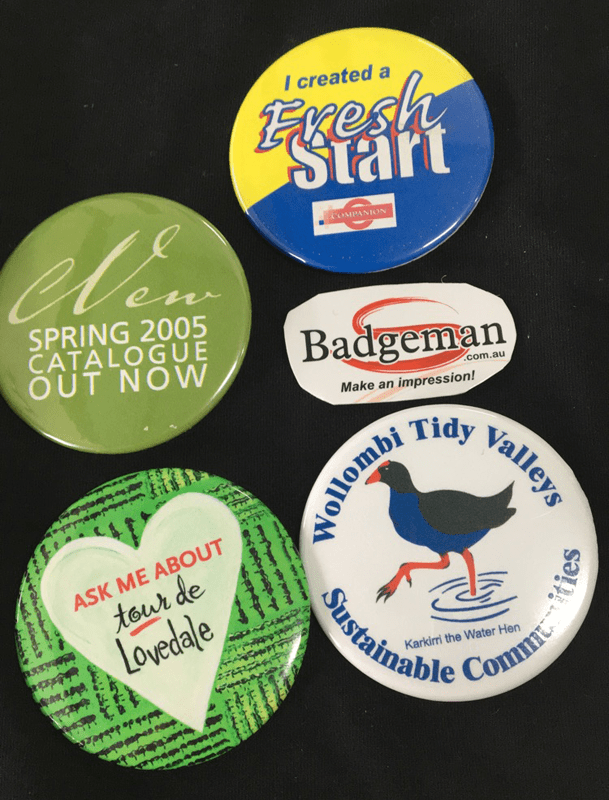 I created a
Fresh
Start
COMPANION
New
SPRING 2005
CATALOGUE
OUT NOW
Badgeman
.com.au
Make an impression!
ASK ME ABOUT
tour de
Lovedale
Wollombi Tidy Valleys
Karkirri the Water Hen
Sustainable Communities